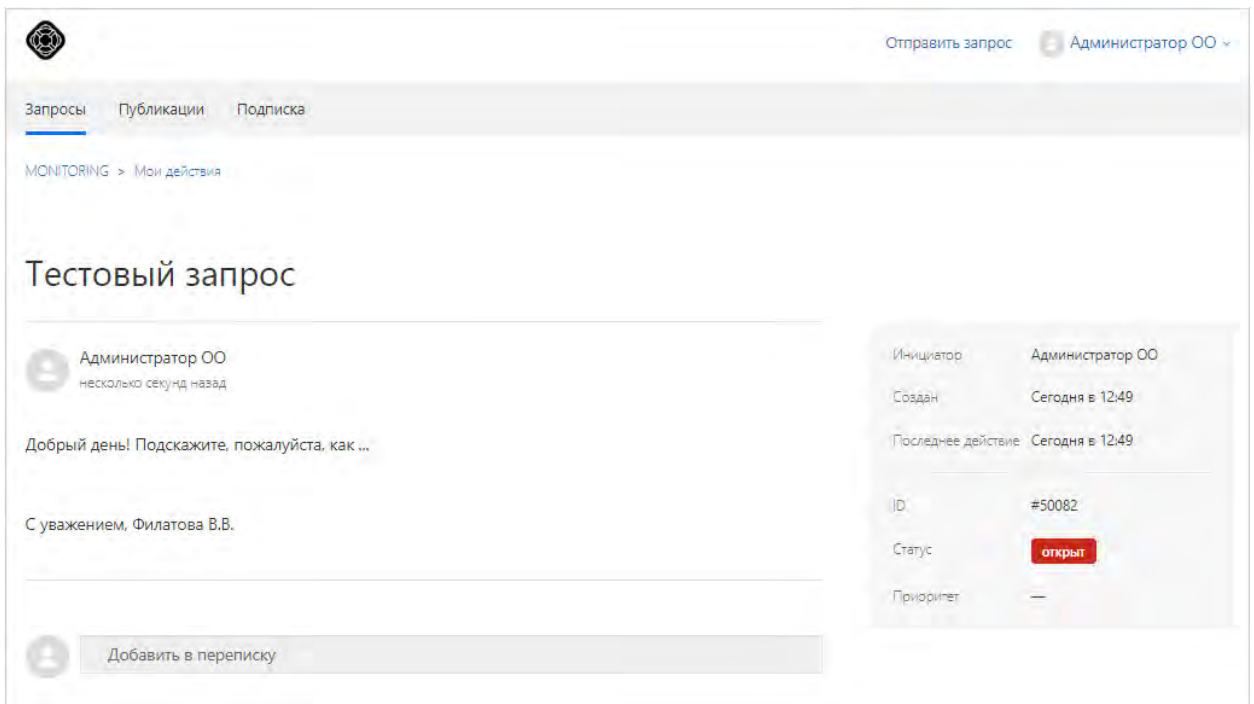 Отправить запрос
Администратор ОО
Запросы Публикации Подписка
MONITORING > Мои действия
Тестовый запрос
Администратор ОО
несколько секунд назад
Добрый день! Подскажите, пожалуйста, как ...
С уважением, Филатова В.В.
Добавить в переписку
Инициатор Администратор ОО
Создан Сегодня в 12:49
Последнее действие Сегодня в 12:49
ID #50082
Статус открыт
Приоритет —